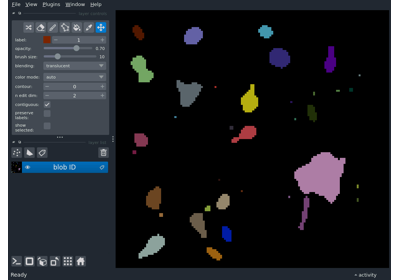 File View Plugins Window Help
label: 1
opacity: 0.70
brush size: 10
blending: translucent
color mode: auto
contour: 0
n edit dim: 2
contiguous: ✓
preserve labels:
show selected:
blob ID
Ready activity